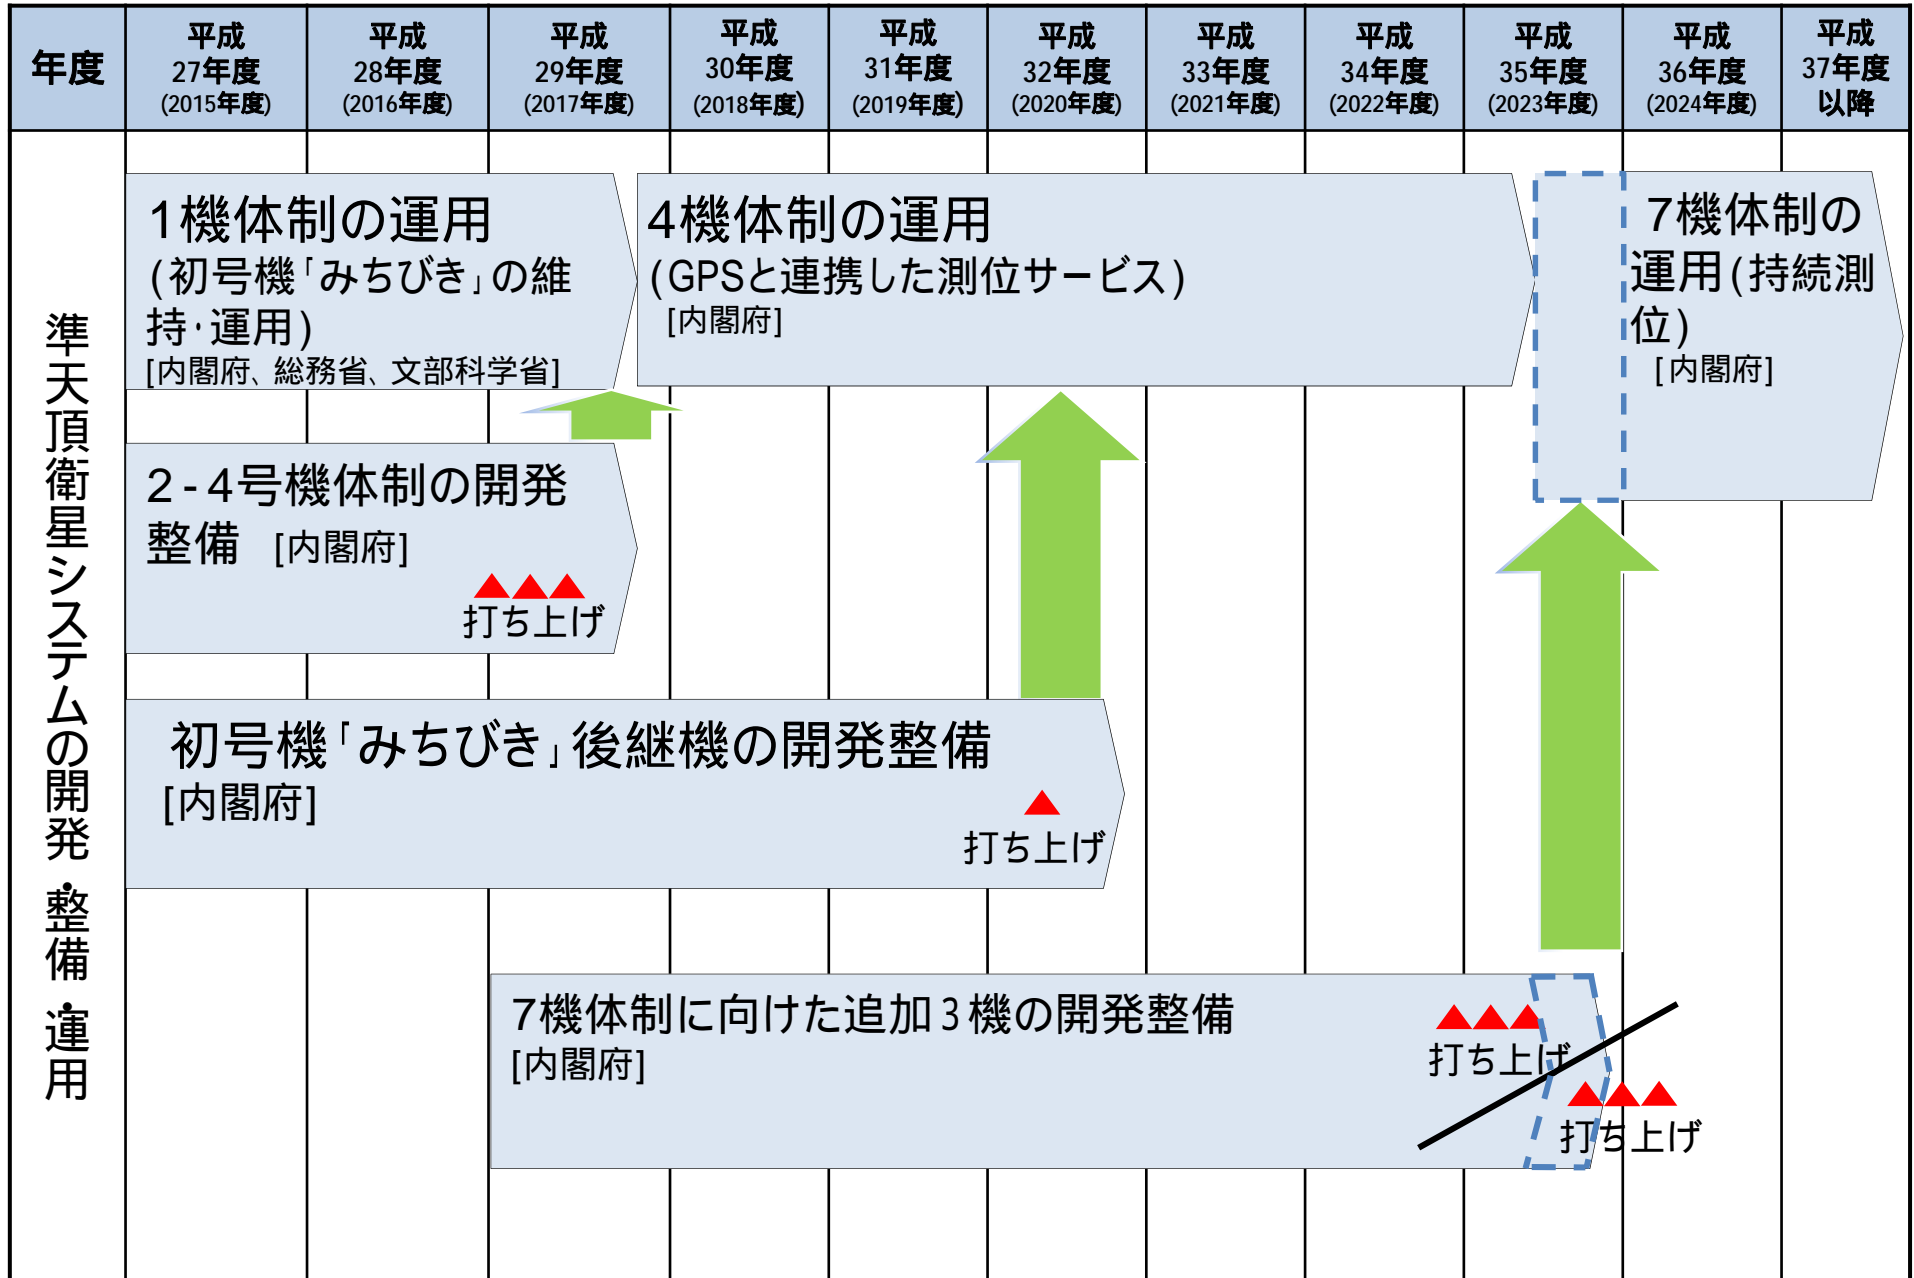 年度
平成
27年度
(2015年度)
平成
28年度
(2016年度)
平成
29年度
(2017年度)
平成
30年度
(2018年度)
平成
31年度
(2019年度)
平成
32年度
(2020年度)
平成
33年度
(2021年度)
平成
34年度
(2022年度)
平成
35年度
(2023年度)
平成
36年度
(2024年度)
平成
37年度
以降
準天頂衛星システムの開発・整備・運用
1機体制の運用
(初号機「みちびき」の維
持・運用)
[内閣府、総務省、文部科学省]
4機体制の運用
(GPSと連携した測位サービス)
[内閣府]
7機体制の
運用(持続測
位)
[内閣府]
2-4号機体制の開発
整備 [内閣府]
打ち上げ
初号機「みちびき」後継機の開発整備
[内閣府]
打ち上げ
7機体制に向けた追加3機の開発整備
[内閣府]
打ち上げ
打ち上げ